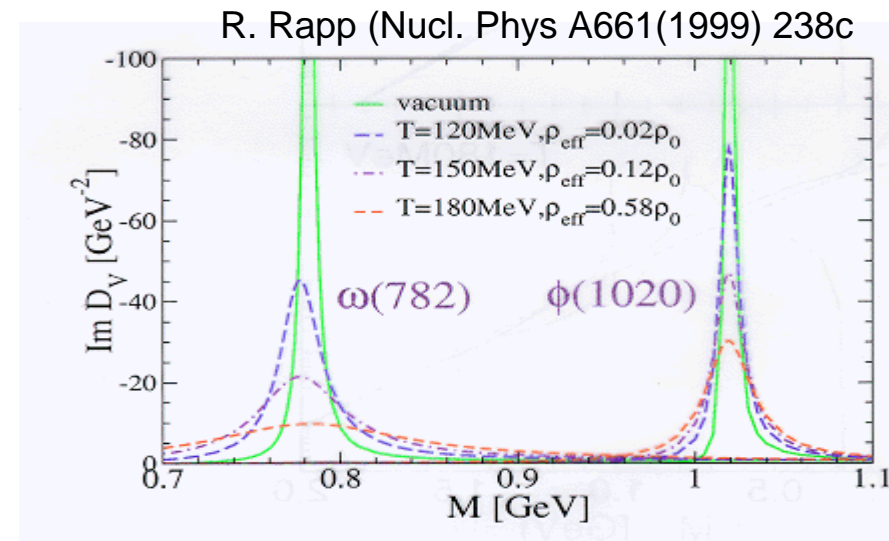 R. Rapp (Nucl. Phys A661(1999) 238c
-100
-80
-60
-40
-20
0
Im D_V [GeV^-2]
vacuum
T=120MeV,ρ_eff=0.02ρ_0
T=150MeV,ρ_eff=0.12ρ_0
T=180MeV,ρ_eff=0.58ρ_0
ω(782) ϕ(1020)
0.7 0.8 0.9 1 1.1
M [GeV]